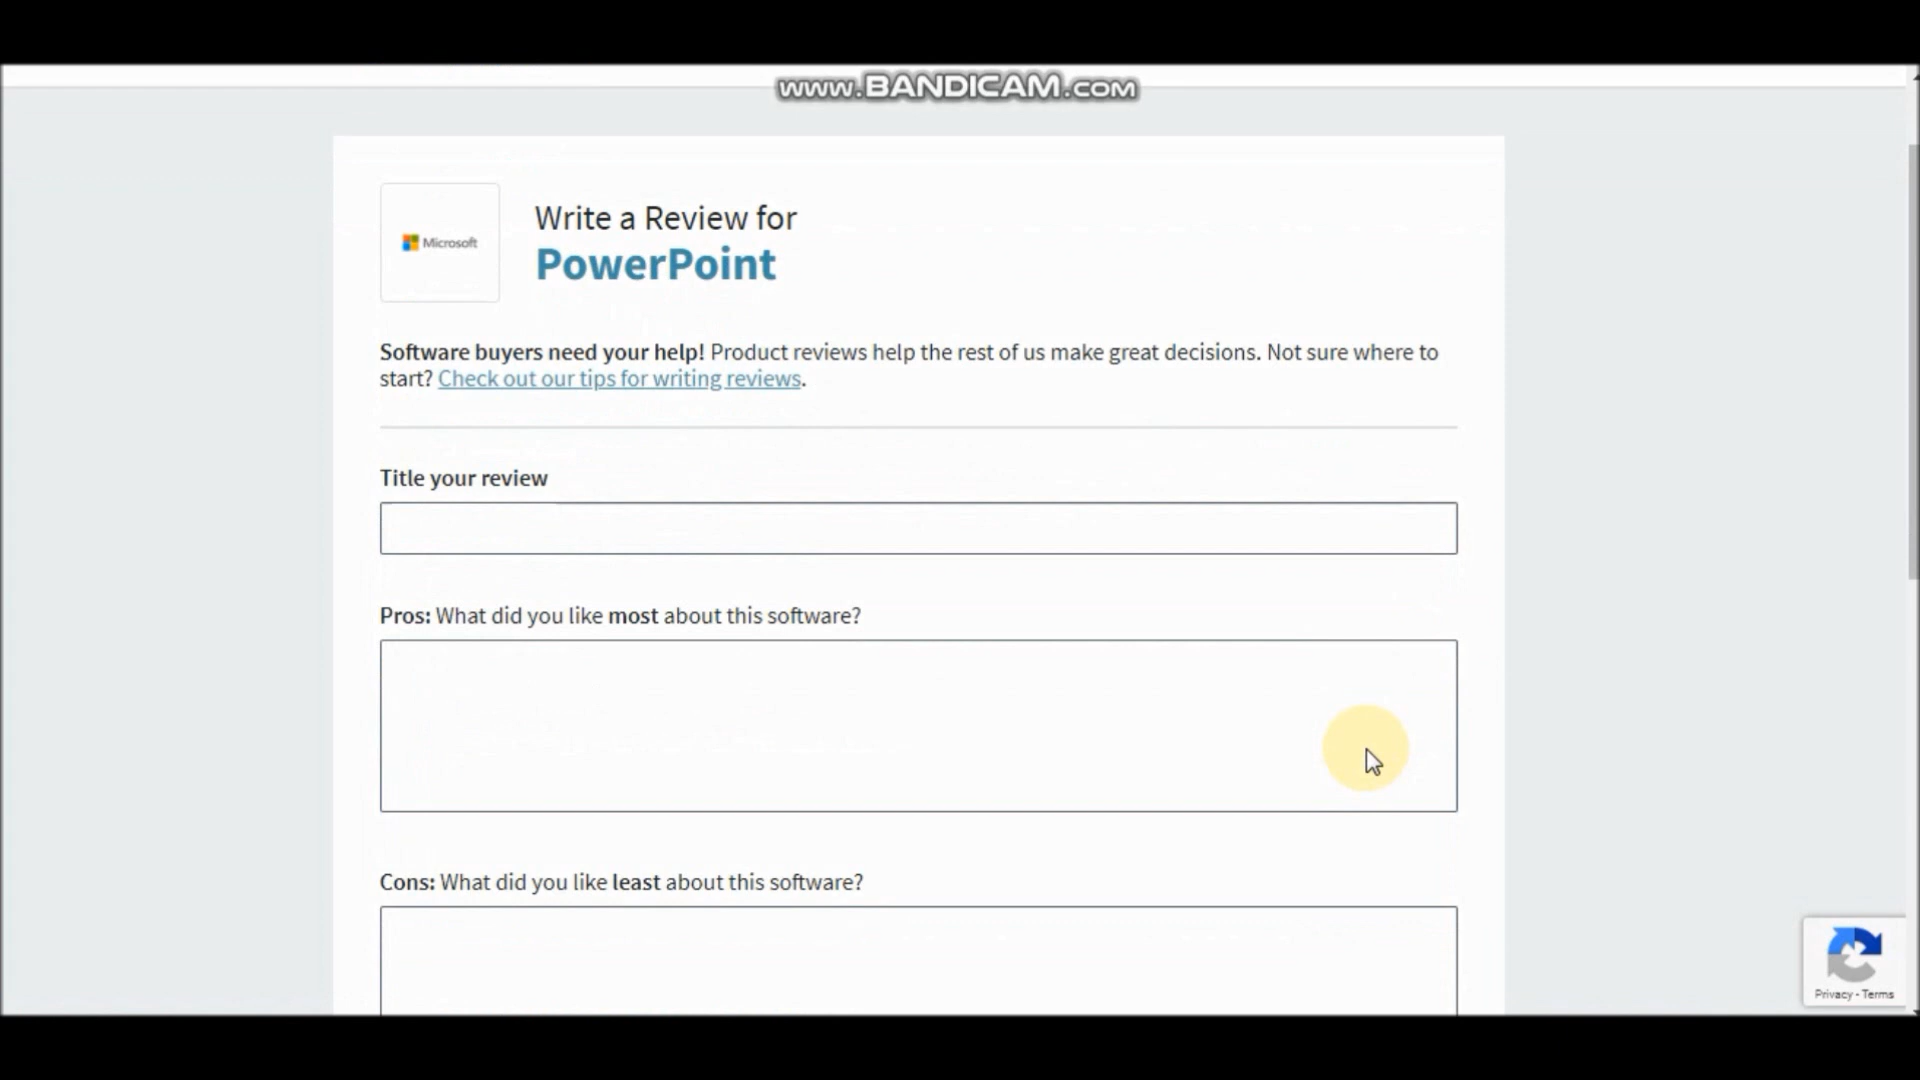 www.BANDICAM.com
Microsoft
Write a Review for
PowerPoint
Software buyers need your help! Product reviews help the rest of us make great decisions. Not sure where to
start? Check out our tips for writing reviews.
Title your review
Pros: What did you like most about this software?
Cons: What did you like least about this software?
Privacy - Terms